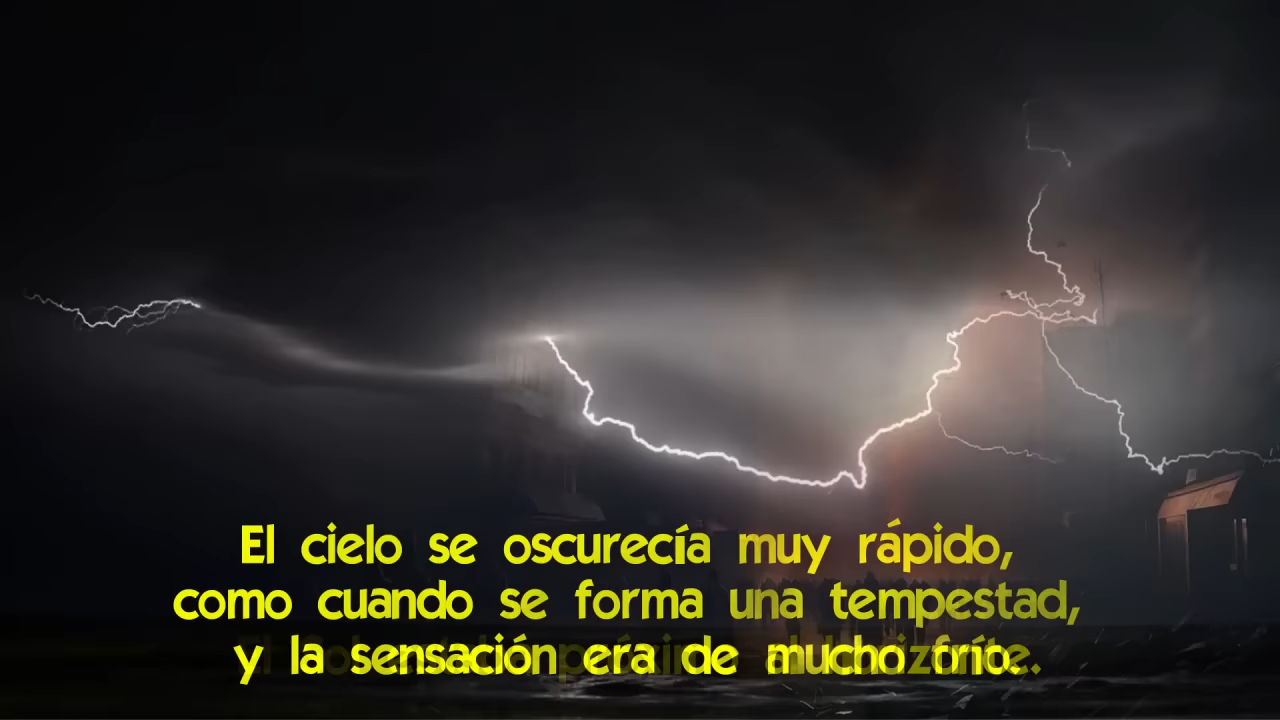 El cielo se oscurecía muy rápido,
como cuando se forma una tempestad,
y la sensación era de mucho frío.